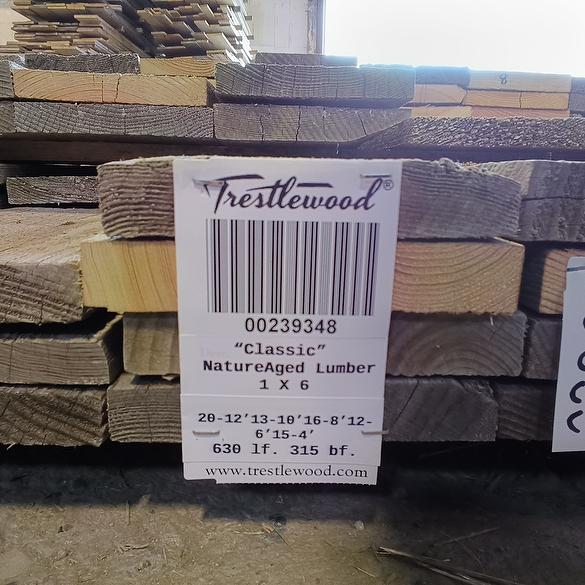 8
Trestlewood®
00239348
"Classic"
NatureAged Lumber
1 X 6
20-12'13-10'16-8'12-
6'15-4'
630 lf. 315 bf.
www.trestlewood.com